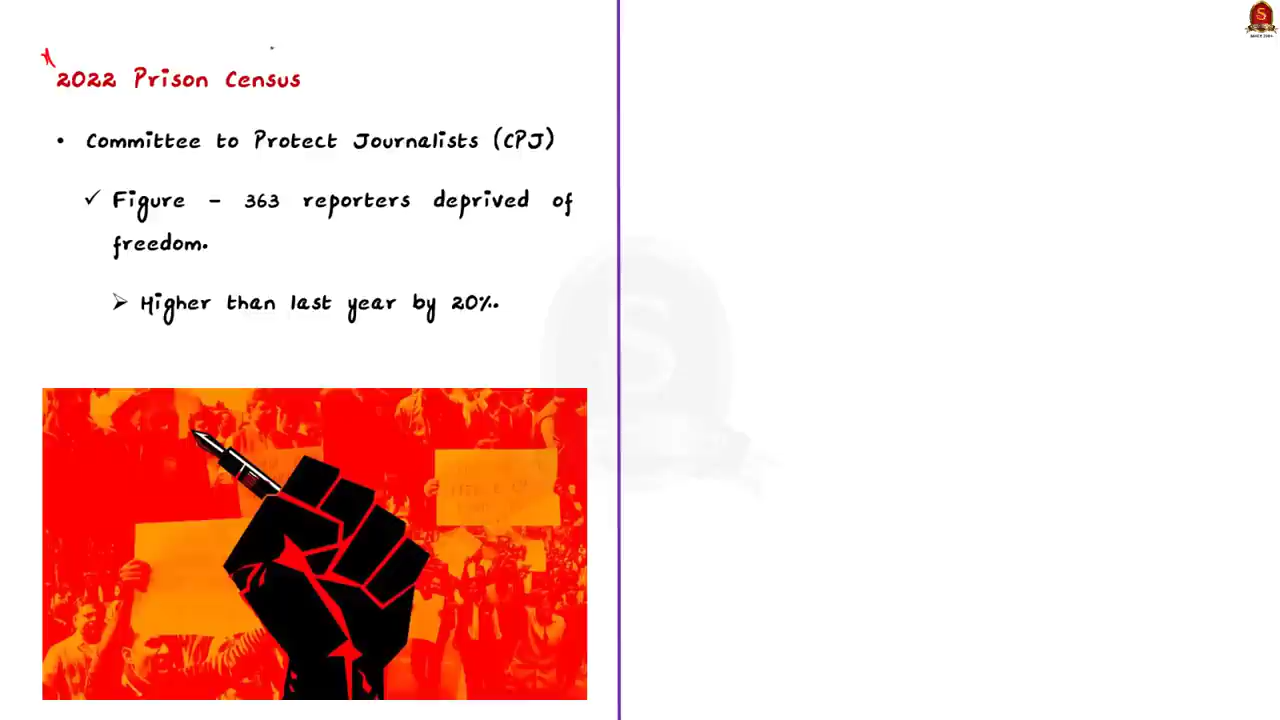 2022 Prison Census
• Committee to Protect Journalists (CPJ)
✓ Figure - 363 reporters deprived of
freedom.
➢ Higher than last year by 20%.
S
S